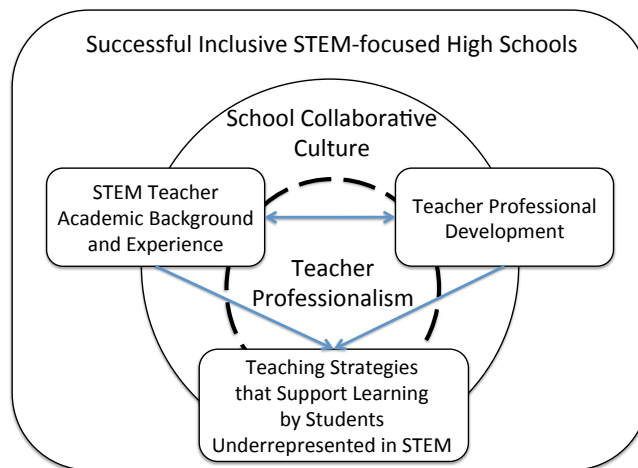 Successful Inclusive STEM-focused High Schools
School Collaborative
Culture
STEM Teacher
Academic Background
and Experience
Teacher Professional
Development
Teacher
Professionalism
Teaching Strategies
that Support Learning
by Students
Underrepresented in STEM